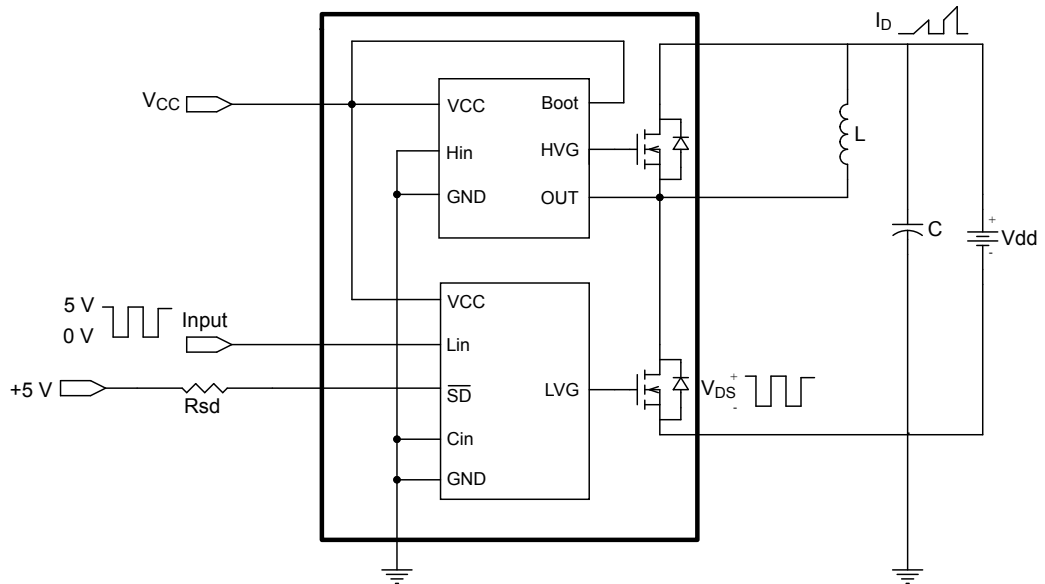 I_D
V_CC
VCC
Boot
Hin
HVG
GND
OUT
L
C
+
-
Vdd
5 V
0 V
Input
VCC
Lin
+5 V
Rsd
S̅D̅
LVG
Cin
GND
V_DS
+
-